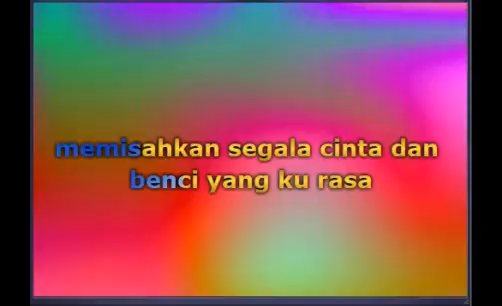 memisahkan segala cinta dan
benci yang ku rasa